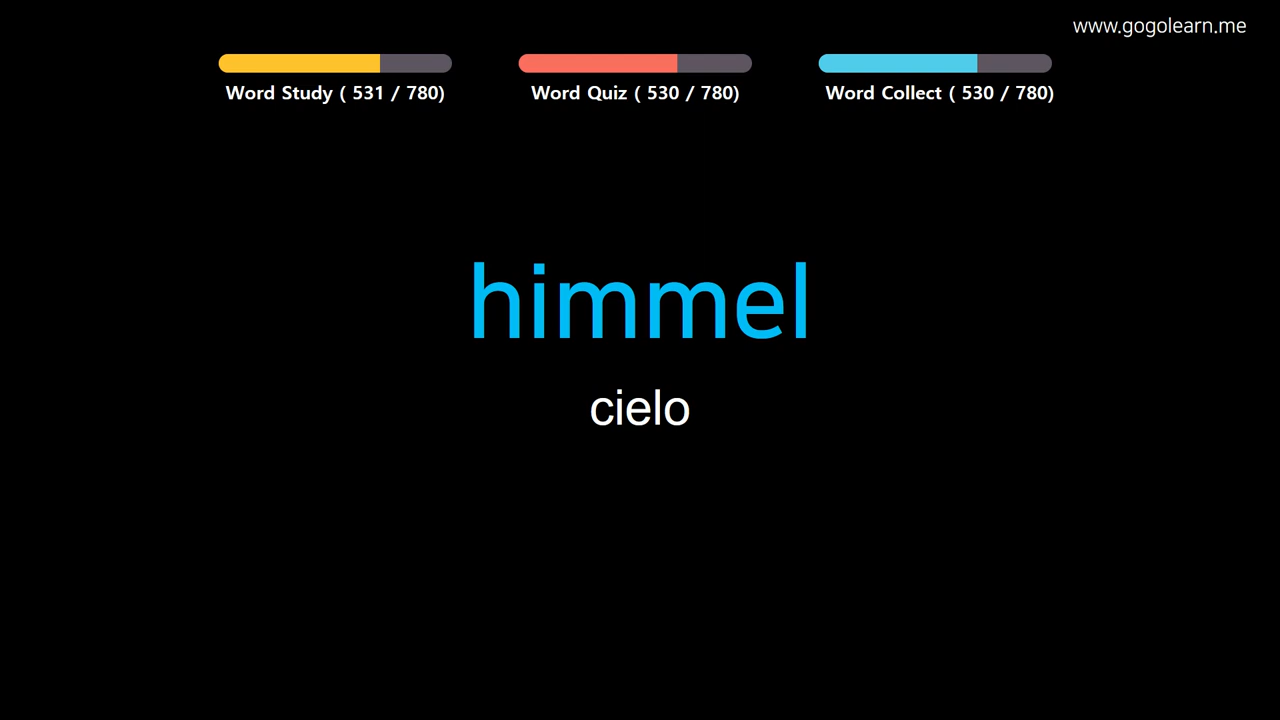 www.gogolearn.me
Word Study ( 531 / 780)
Word Quiz ( 530 / 780)
Word Collect ( 530 / 780)
himmel
cielo